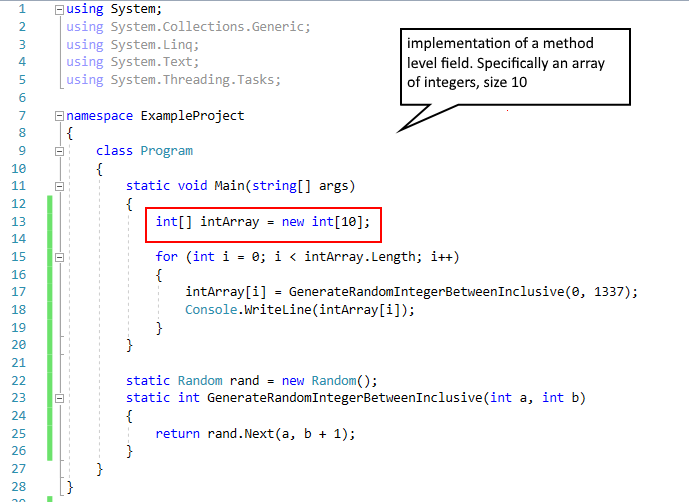 1 using System;
2 using System.Collections.Generic;
3 using System.Linq;
4 using System.Text;
5 using System.Threading.Tasks;
6
7 namespace ExampleProject
8 {
9 class Program
10 {
11 static void Main(string[] args)
12 {
13 int[] intArray = new int[10];
14
15 for (int i = 0; i < intArray.Length; i++)
16 {
17 intArray[i] = GenerateRandomIntegerBetweenInclusive(0, 1337);
18 Console.WriteLine(intArray[i]);
19 }
20 }
21
22 static Random rand = new Random();
23 static int GenerateRandomIntegerBetweenInclusive(int a, int b)
24 {
25 return rand.Next(a, b + 1);
26 }
27 }
28 }
implementation of a method
level field. Specifically an array
of integers, size 10